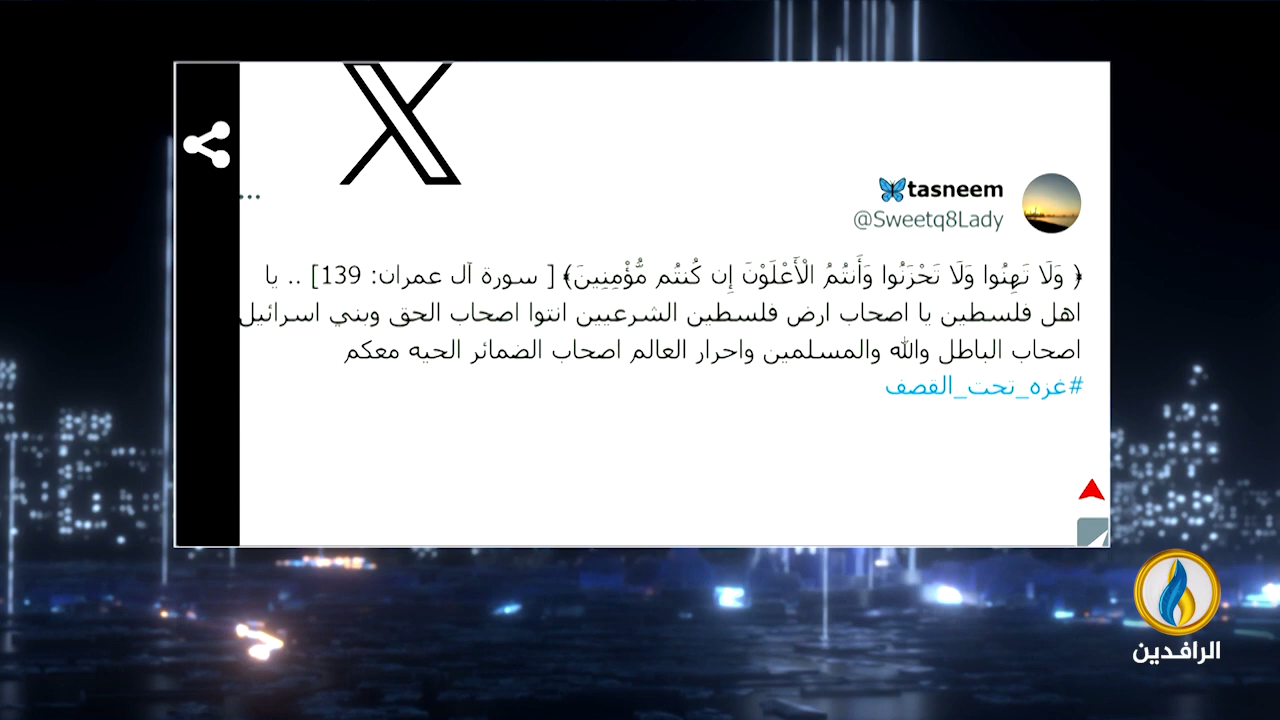 tasneem
@Sweetq8Lady
...
﴿ وَلَا تَهِنُوا وَلَا تَحْزَنُوا وَأَنتُمُ الْأَعْلَوْنَ إِن كُنتُم مُّؤْمِنِينَ﴾ [ سورة آل عمران: 139] .. يا
اهل فلسطين يا اصحاب ارض فلسطين الشرعيين انتوا اصحاب الحق وبني اسرائيل
اصحاب الباطل والله والمسلمين واحرار العالم اصحاب الضمائر الحيه معكم
#غزه_تحت_القصف
الرافدين